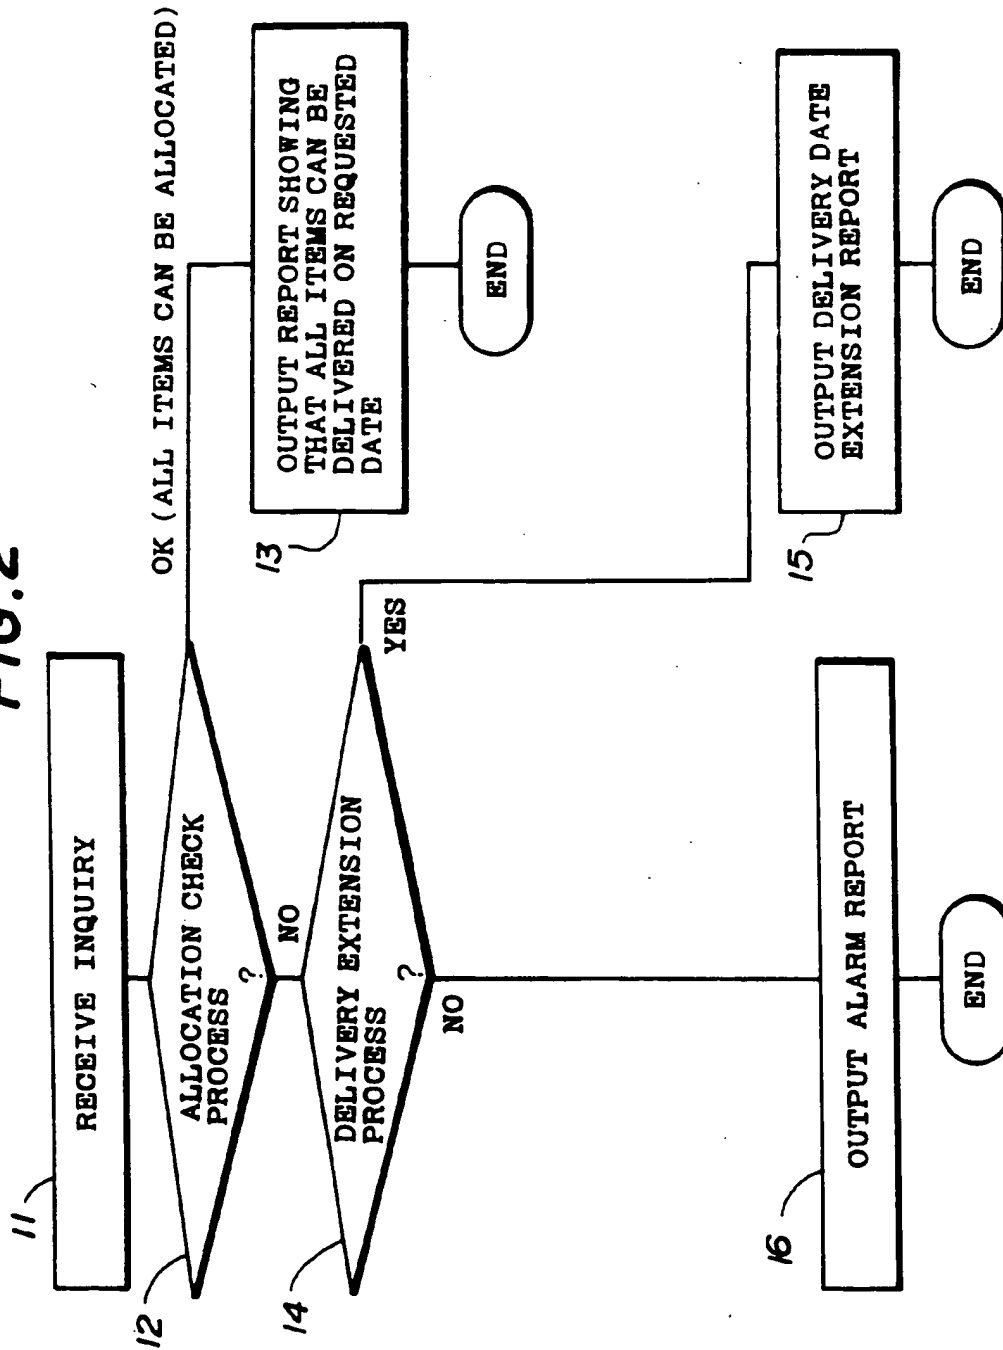 FIG.2
11
RECEIVE INQUIRY
12
ALLOCATION CHECK
PROCESS
?
OK (ALL ITEMS CAN BE ALLOCATED)
NO
13
OUTPUT REPORT SHOWING
THAT ALL ITEMS CAN BE
DELIVERED ON REQUESTED
DATE
END
14
DELIVERY EXTENSION
PROCESS
?
YES
NO
15
OUTPUT DELIVERY DATE
EXTENSION REPORT
END
16
OUTPUT ALARM REPORT
END